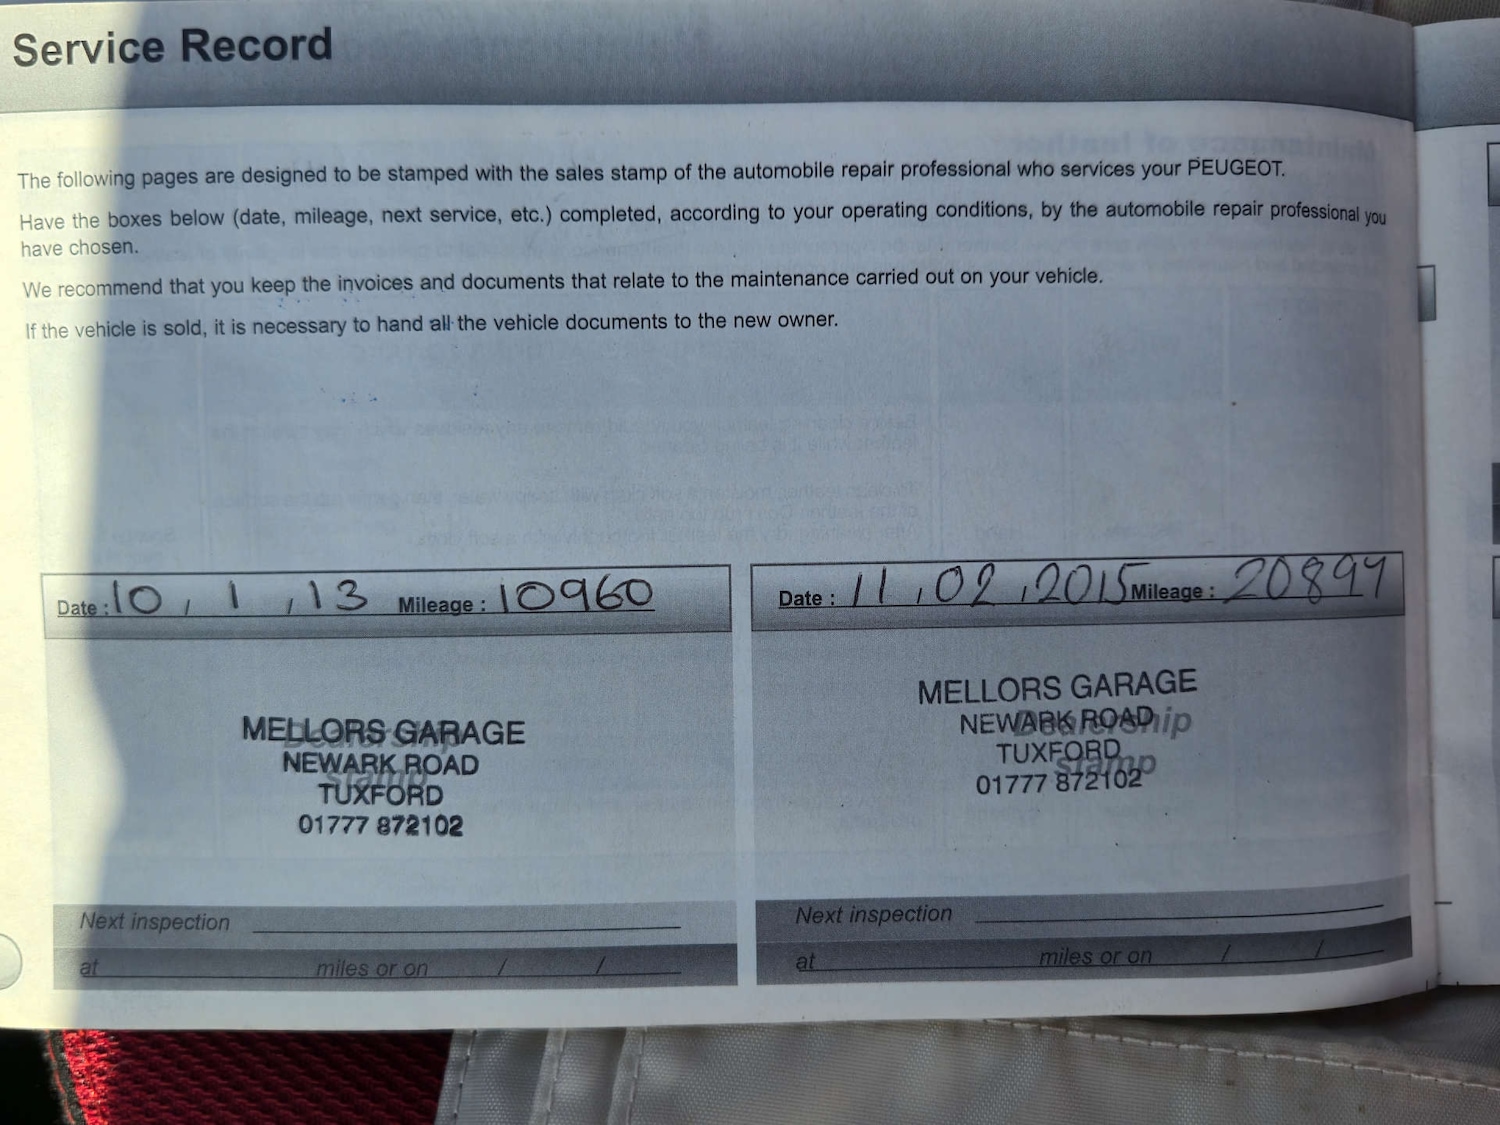 Service Record
The following pages are designed to be stamped with the sales stamp of the automobile repair professional who services your PEUGEOT.
Have the boxes below (date, mileage, next service, etc.) completed, according to your operating conditions, by the automobile repair professional you
have chosen.
We recommend that you keep the invoices and documents that relate to the maintenance carried out on your vehicle.
If the vehicle is sold, it is necessary to hand all the vehicle documents to the new owner.
Date : 10 / 1 / 13 Mileage : 10960
Dealership
stamp
MELLORS GARAGE
NEWARK ROAD
TUXFORD
01777 872102
Next inspection
at miles or on / /
Date : 11 / 02 / 2015 Mileage : 20899
Dealership
stamp
MELLORS GARAGE
NEWARK ROAD
TUXFORD
01777 872102
Next inspection
at miles or on / /